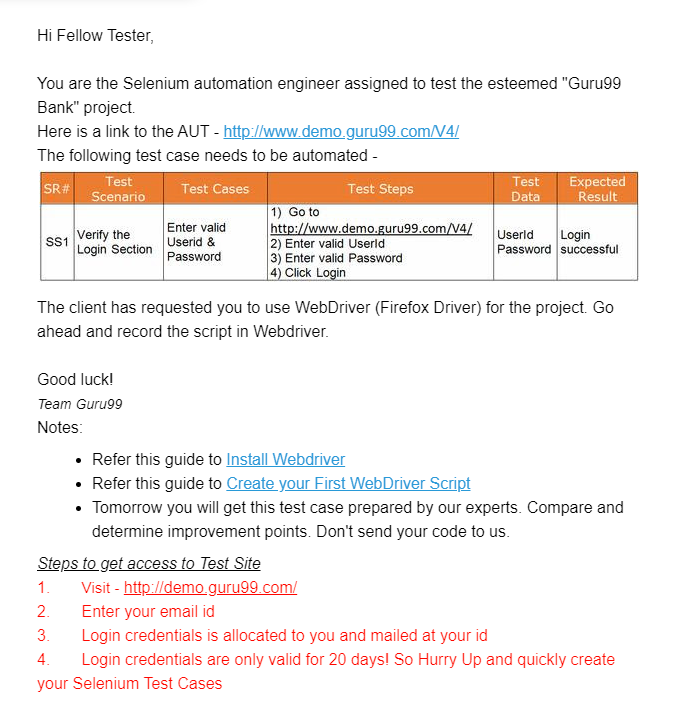 Hi Fellow Tester,
You are the Selenium automation engineer assigned to test the esteemed "Guru99
Bank" project.
Here is a link to the AUT - http://www.demo.guru99.com/V4/
The following test case needs to be automated -
SR# Test Scenario Test Cases Test Steps Test Data Expected Result
SS1 Verify the Login Section
Enter valid Userid & Password
1) Go to
http://www.demo.guru99.com/V4/
2) Enter valid UserId
3) Enter valid Password
4) Click Login
UserId
Password
Login
successful
The client has requested you to use WebDriver (Firefox Driver) for the project. Go
ahead and record the script in Webdriver.
Good luck!
Team Guru99
Notes:
• Refer this guide to Install Webdriver
• Refer this guide to Create your First WebDriver Script
• Tomorrow you will get this test case prepared by our experts. Compare and
determine improvement points. Don't send your code to us.
Steps to get access to Test Site
1. Visit - http://demo.guru99.com/
2. Enter your email id
3. Login credentials is allocated to you and mailed at your id
4. Login credentials are only valid for 20 days! So Hurry Up and quickly create
your Selenium Test Cases